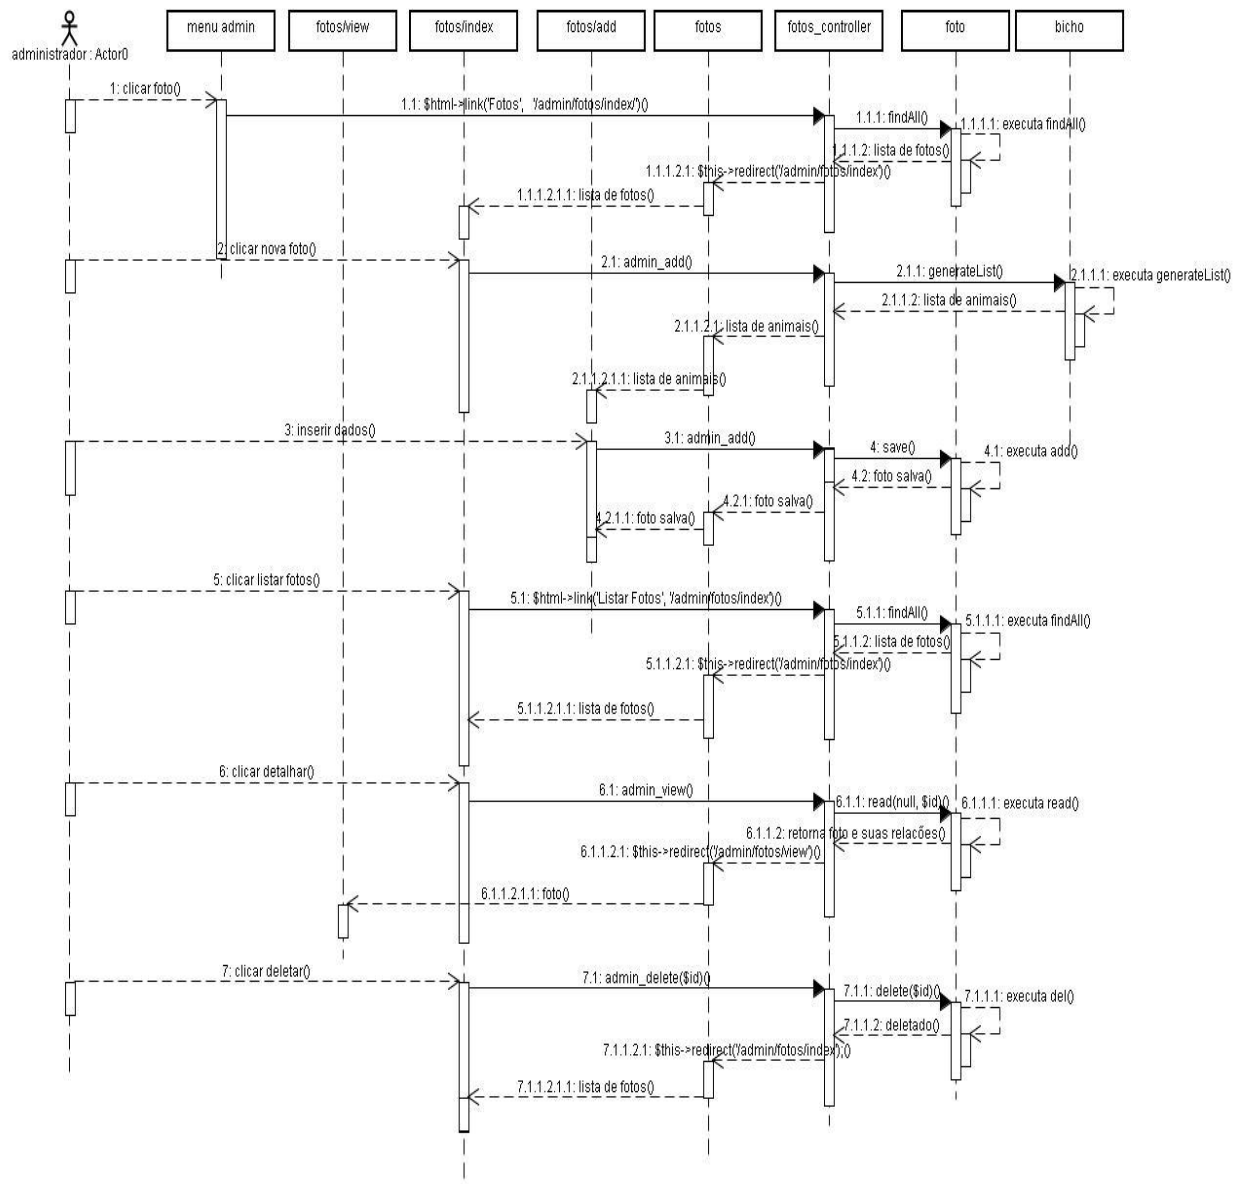 menu admin
fotos/view
fotos/index
fotos/add
fotos
fotos_controller
foto
bicho
administrador : Actor0
1: clicar foto()
1.1: $html->link('Fotos', '/admin/fotos/index/')()
1.1.1: findAll()
1.1.1.1: executa findAll()
1.1.1.2: lista de fotos()
1.1.1.2.1: $this->redirect('/admin/fotos/index')()
1.1.1.2.1.1: lista de fotos()
2: clicar nova foto()
2.1: admin_add()
2.1.1: generateList()
2.1.1.1: executa generateList()
2.1.1.2: lista de animais()
2.1.1.2.1: lista de animais()
2.1.1.2.1.1: lista de animais()
3: inserir dados()
3.1: admin_add()
4: save()
4.1: executa add()
4.2: foto salva()
4.2.1: foto salva()
4.2.1.1: foto salva()
5: clicar listar fotos()
5.1: $html->link('Listar Fotos', '/admin/fotos/index')()
5.1.1: findAll()
5.1.1.1: executa findAll()
5.1.1.2: lista de fotos()
5.1.1.2.1: $this->redirect('/admin/fotos/index')()
5.1.1.2.1.1: lista de fotos()
6: clicar detalhar()
6.1: admin_view()
6.1.1: read(null, $id)()
6.1.1.1: executa read()
6.1.1.2: retorna foto e suas relacões()
6.1.1.2.1: $this->redirect('/admin/fotos/view')()
6.1.1.2.1.1: foto()
7: clicar deletar()
7.1: admin_delete($id)()
7.1.1: delete($id)()
7.1.1.1: executa del()
7.1.1.2: deletado()
7.1.1.2.1: $this->redirect('/admin/fotos/index');()
7.1.1.2.1.1: lista de fotos()